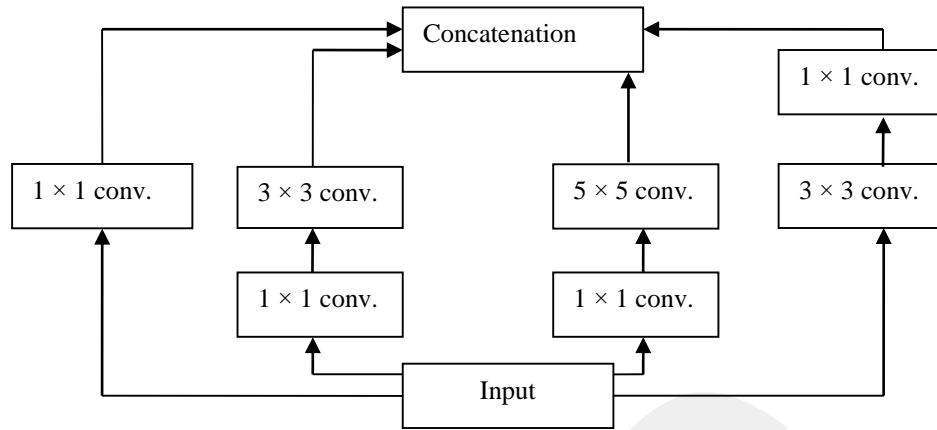 Concatenation
1 × 1 conv.
1 × 1 conv.
3 × 3 conv.
5 × 5 conv.
3 × 3 conv.
1 × 1 conv.
1 × 1 conv.
Input